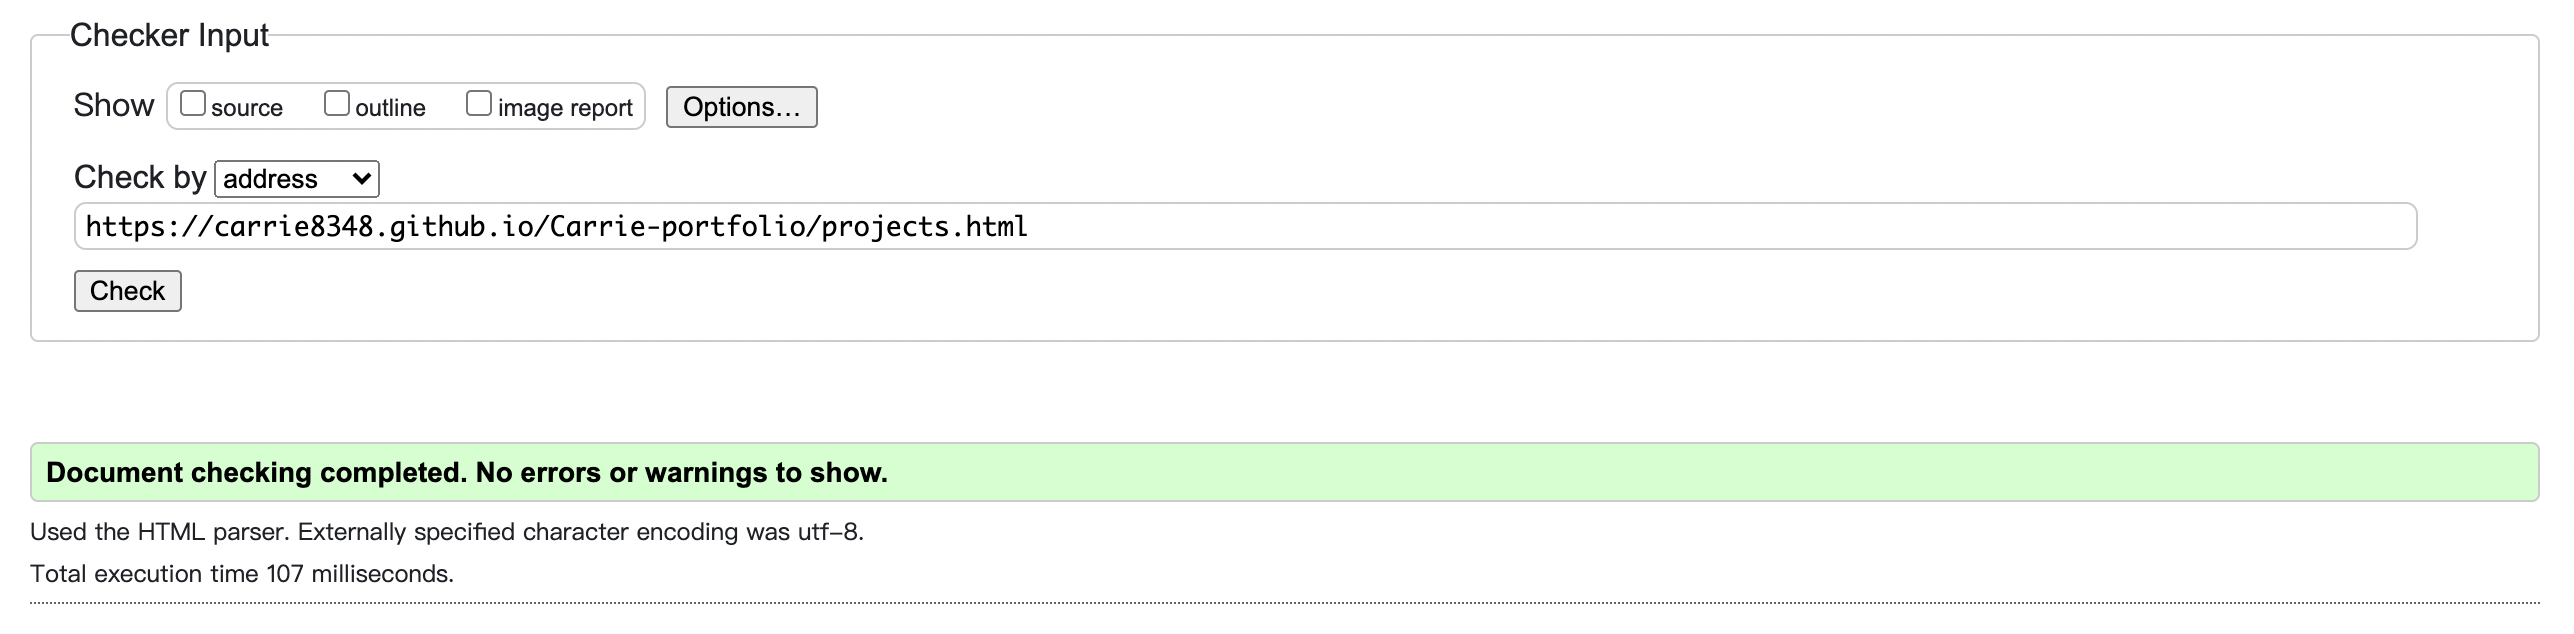 Checker Input
Show source outline image report Options...
Check by address
https://carrie8348.github.io/Carrie-portfolio/projects.html
Check
Document checking completed. No errors or warnings to show.
Used the HTML parser. Externally specified character encoding was utf-8.
Total execution time 107 milliseconds.